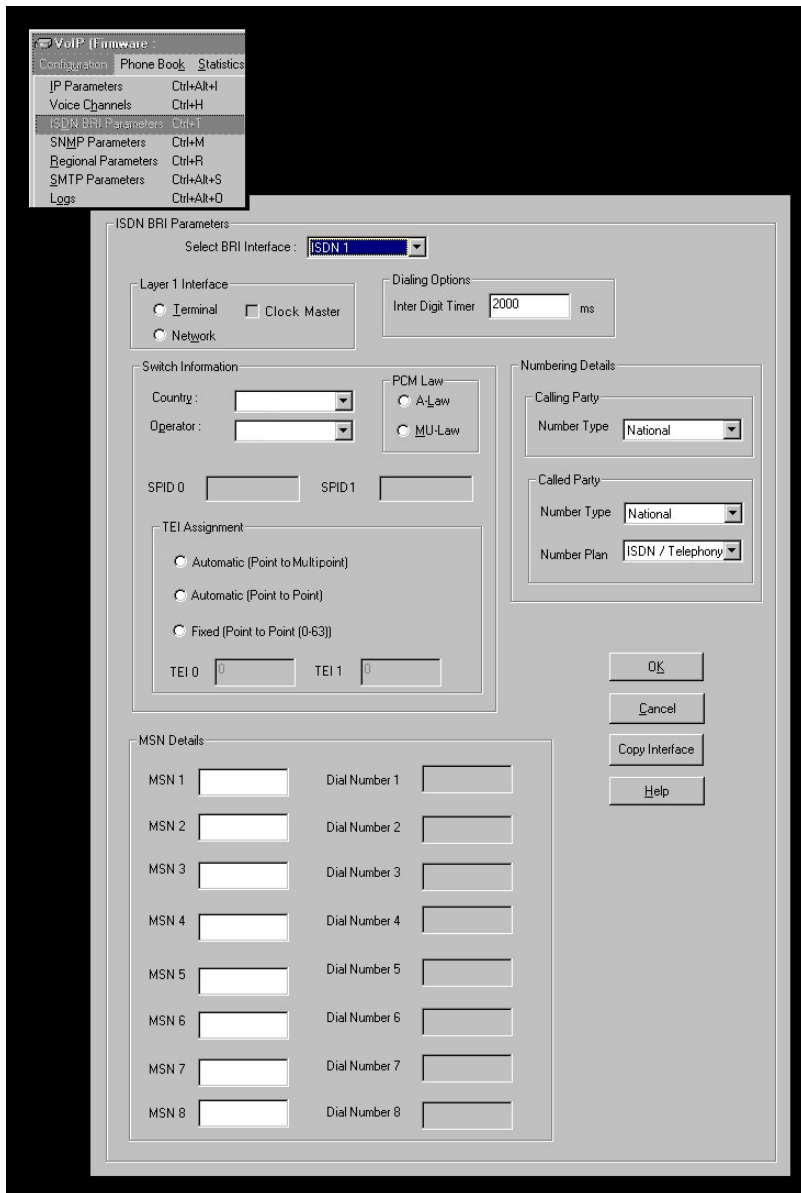 VoIP (Firmware :
Configuration Phone Book Statistics
IP Parameters Ctrl+Alt+I
Voice Channels Ctrl+H
ISDN BRI Parameters Ctrl+T
SNMP Parameters Ctrl+M
Regional Parameters Ctrl+R
SMTP Parameters Ctrl+Alt+S
Logs Ctrl+Alt+O
ISDN BRI Parameters
Select BRI Interface : ISDN 1
Layer 1 Interface
Terminal Clock Master
Network
Dialing Options
Inter Digit Timer 2000 ms
Switch Information
Country :
Operator :
PCM Law
A-Law
MU-Law
SPID 0 SPID 1
TEI Assignment
Automatic (Point to Multipoint)
Automatic (Point to Point)
Fixed (Point to Point (0-63))
TEI 0 0 TEI 1 0
Numbering Details
Calling Party
Number Type National
Called Party
Number Type National
Number Plan ISDN / Telephony
OK
Cancel
Copy Interface
Help
MSN Details
MSN 1 Dial Number 1
MSN 2 Dial Number 2
MSN 3 Dial Number 3
MSN 4 Dial Number 4
MSN 5 Dial Number 5
MSN 6 Dial Number 6
MSN 7 Dial Number 7
MSN 8 Dial Number 8